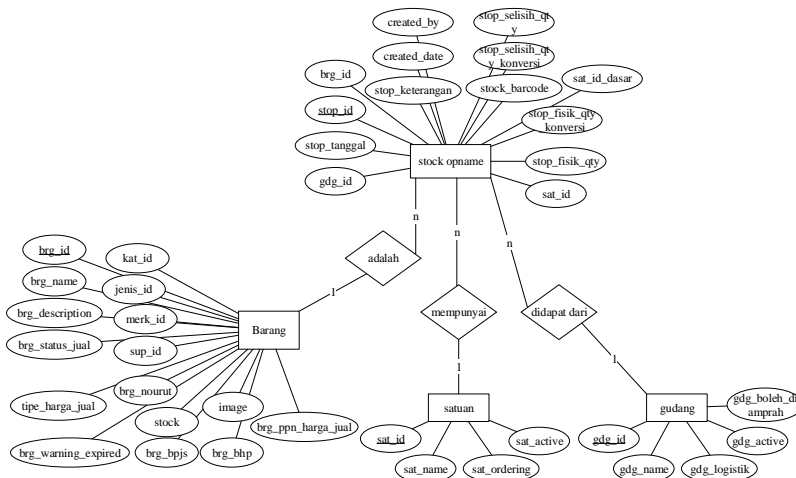 created_by
stop_selisih_qt
y
created_date
stop_selisih_qt
y_konversi
brg_id
stop_keterangan
stock_barcode
sat_id_dasar
stop_id
stop_fisik_qty_
konversi
stop_tanggal
stock opname
stop_fisik_qty
gdg_id
sat_id
n
n
n
brg_id
kat_id
adalah
brg_name
jenis_id
1
brg_description
merk_id
Barang
mempunyai
didapat dari
brg_status_jual
sup_id
1
1
brg_nourut
tipe_harga_jual
image
satuan
gudang
gdg_boleh_di
amprah
stock
brg_ppn_harga_jual
sat_id
sat_active
gdg_id
gdg_active
brg_warning_expired
brg_bpjs
brg_bhp
sat_name
sat_ordering
gdg_name
gdg_logistik